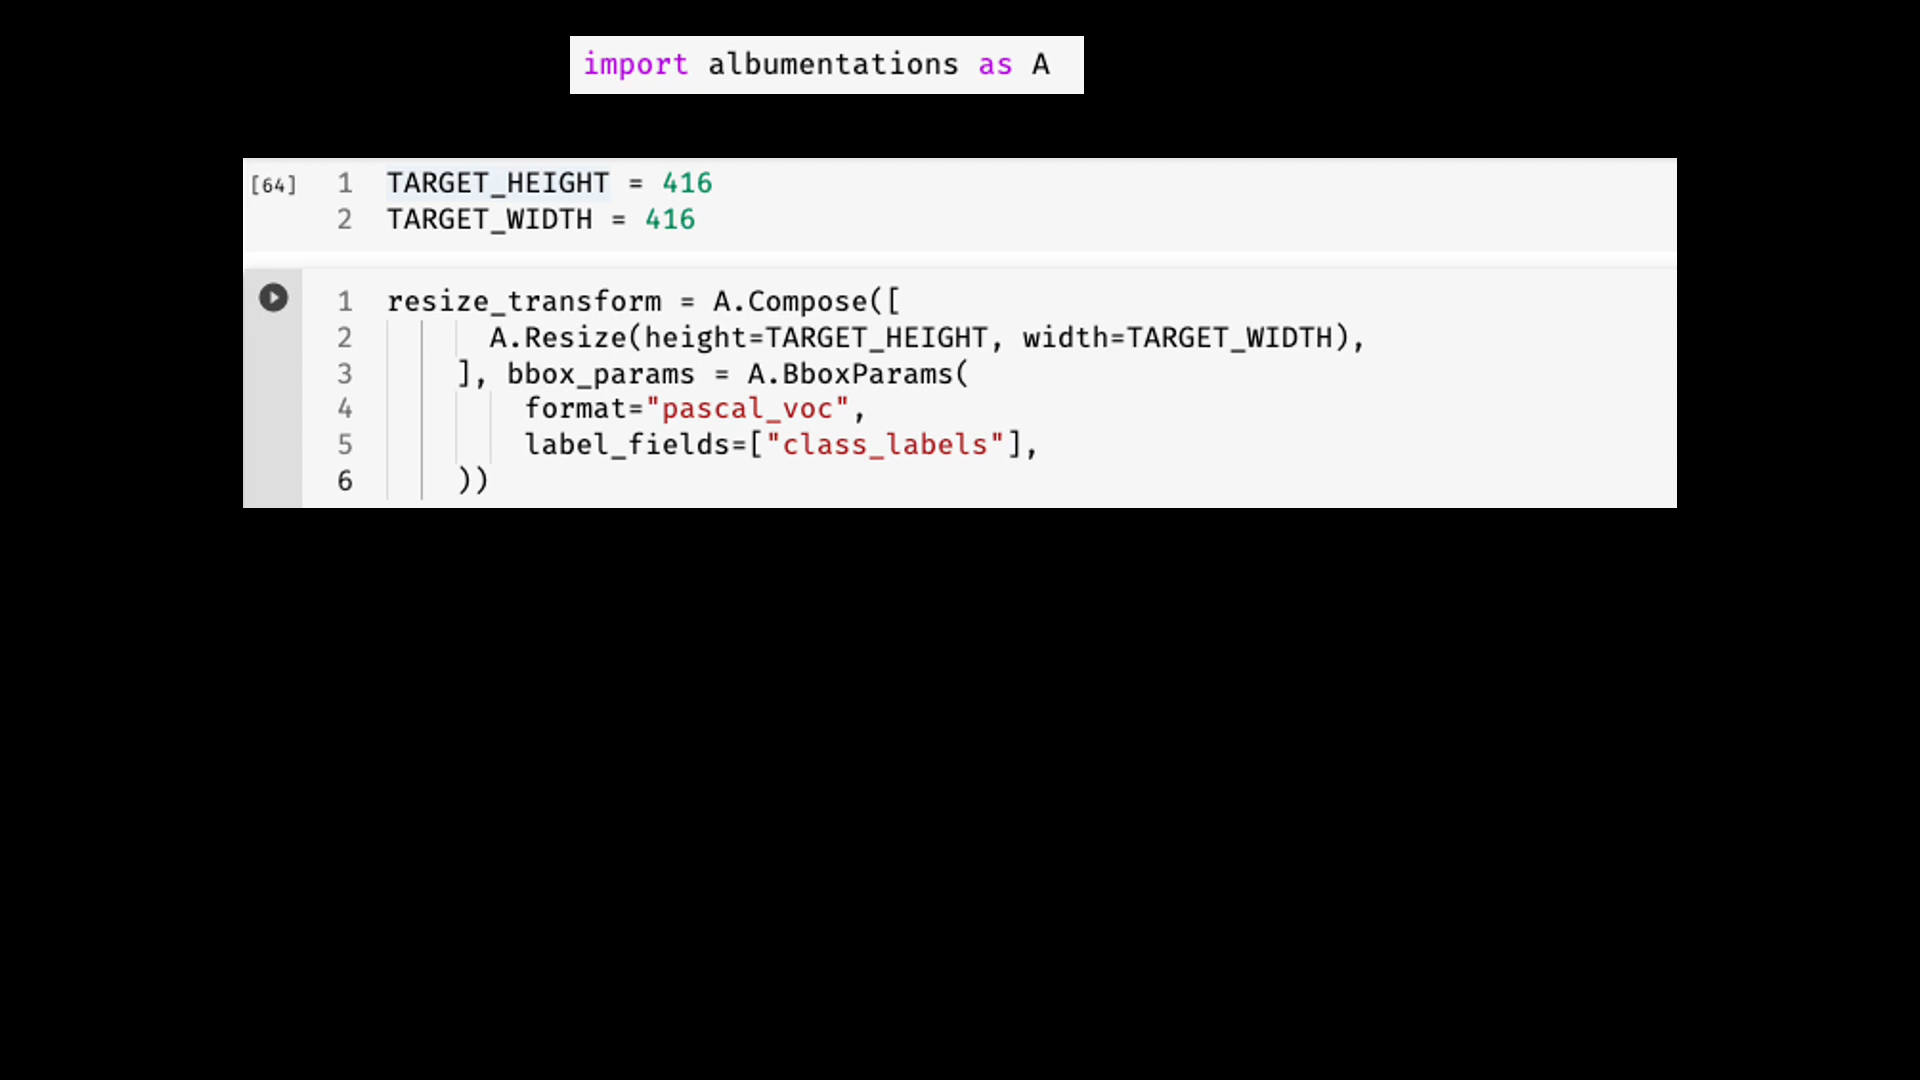 import albumentations as A
[64] 1 TARGET_HEIGHT = 416
2 TARGET_WIDTH = 416
1 resize_transform = A.Compose([
2 A.Resize(height=TARGET_HEIGHT, width=TARGET_WIDTH),
3 ], bbox_params = A.BboxParams(
4 format="pascal_voc",
5 label_fields=["class_labels"],
6 ))